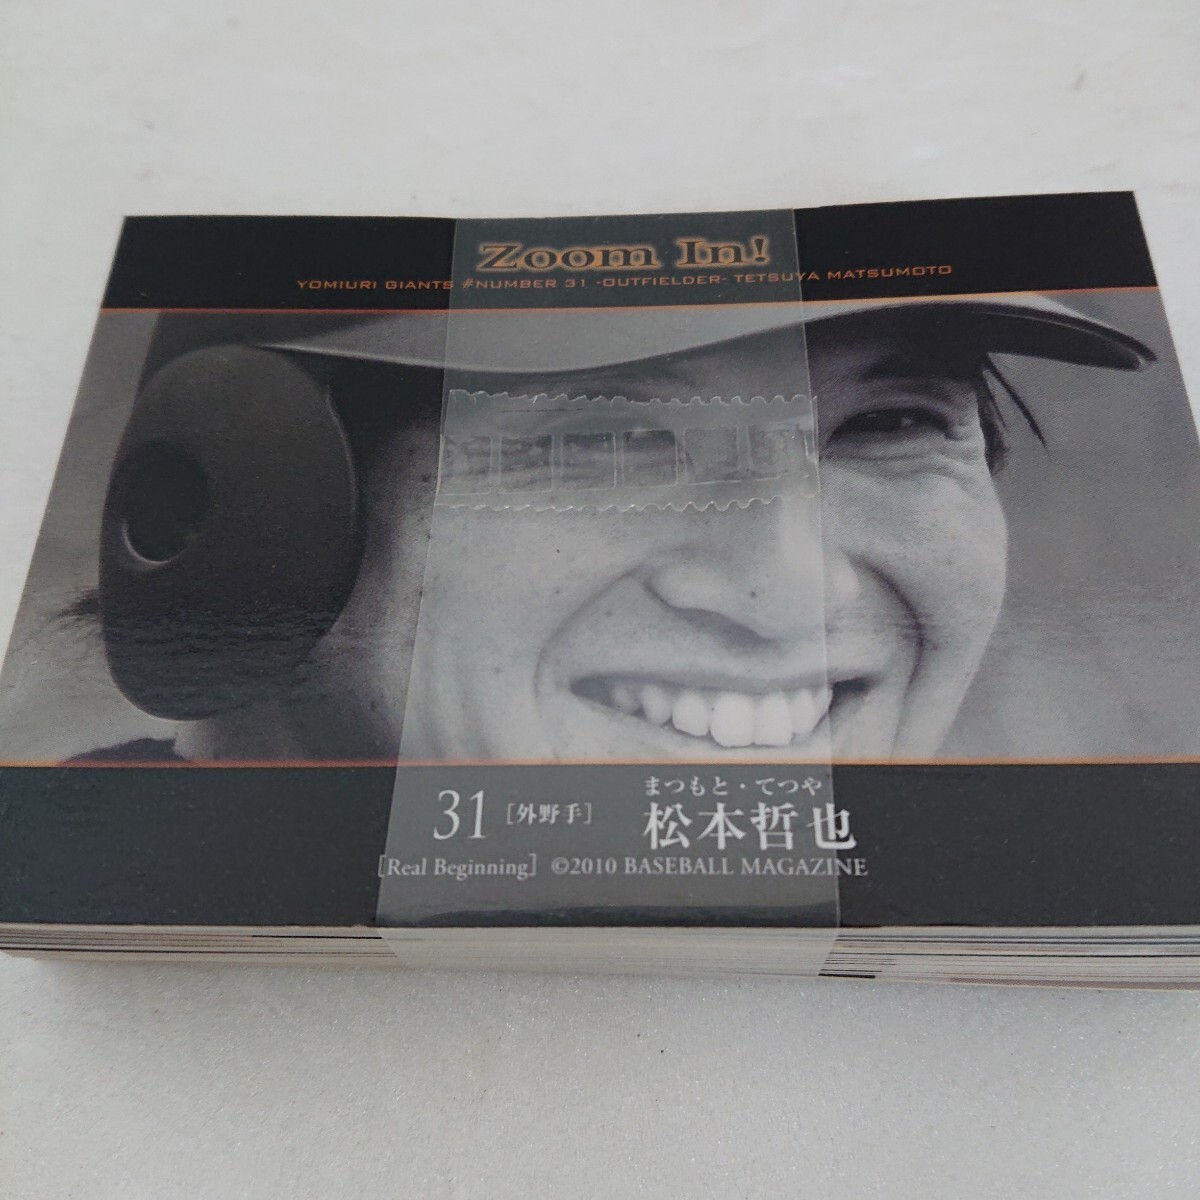 Zoom In!
YOMIURI GIANTS #NUMBER 31 -OUTFIELDER- TETSUYA MATSUMOTO
まつもと・てつや
31 [外野手] 松本哲也
[Real Beginning] ©2010 BASEBALL MAGAZINE